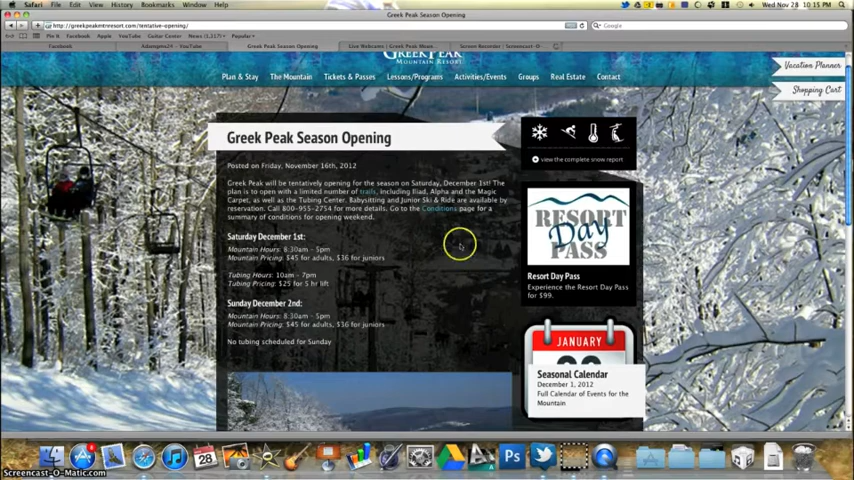 Safari File Edit View History Bookmarks Window Help
Wed Nov 28 10:15 PM
Greek Peak Season Opening
http://greekpeakmtnresort.com/tentative-opening/
Google
Facebook Apple YouTube Guitar Center News (3,217) Popular
Facebook
Greek Peak Season Opening
GREEK PEAK
MOUNTAIN RESORT
Vacation Planner
Plan & Stay The Mountain Tickets & Passes Lessons/Programs Activities/Events Groups Real Estate Contact
Shopping Cart
Greek Peak Season Opening
Posted on Friday, November 16th, 2012
Greek Peak will be tentatively opening for the season on Saturday, December 1st! The
plan is to open with a limited number of trails, including Iliad, Alpha and the Magic
Carpet, as well as the Tubing Center. Babysitting and Junior Ski & Ride are available by
reservation. Call 800-955-2754 for more details. Go to the Conditions page for a
summary of conditions for opening weekend.
Saturday December 1st:
Mountain Hours: 8:30am - 5pm
Mountain Pricing: $45 for adults, $36 for juniors
Tubing Hours: 10am - 7pm
Tubing Pricing: $25 for 5 hr lift
Sunday December 2nd:
Mountain Hours: 8:30am - 5pm
Mountain Pricing: $45 for adults, $36 for juniors
No tubing scheduled for Sunday
view the complete snow report
RESORT
Day
PASS
Resort Day Pass
Experience the Resort Day Pass
for $99.
JANUARY
Seasonal Calendar
December 1, 2012
Full Calendar of Events for the
Mountain
28
Ps
Screencast-O-Matic.com